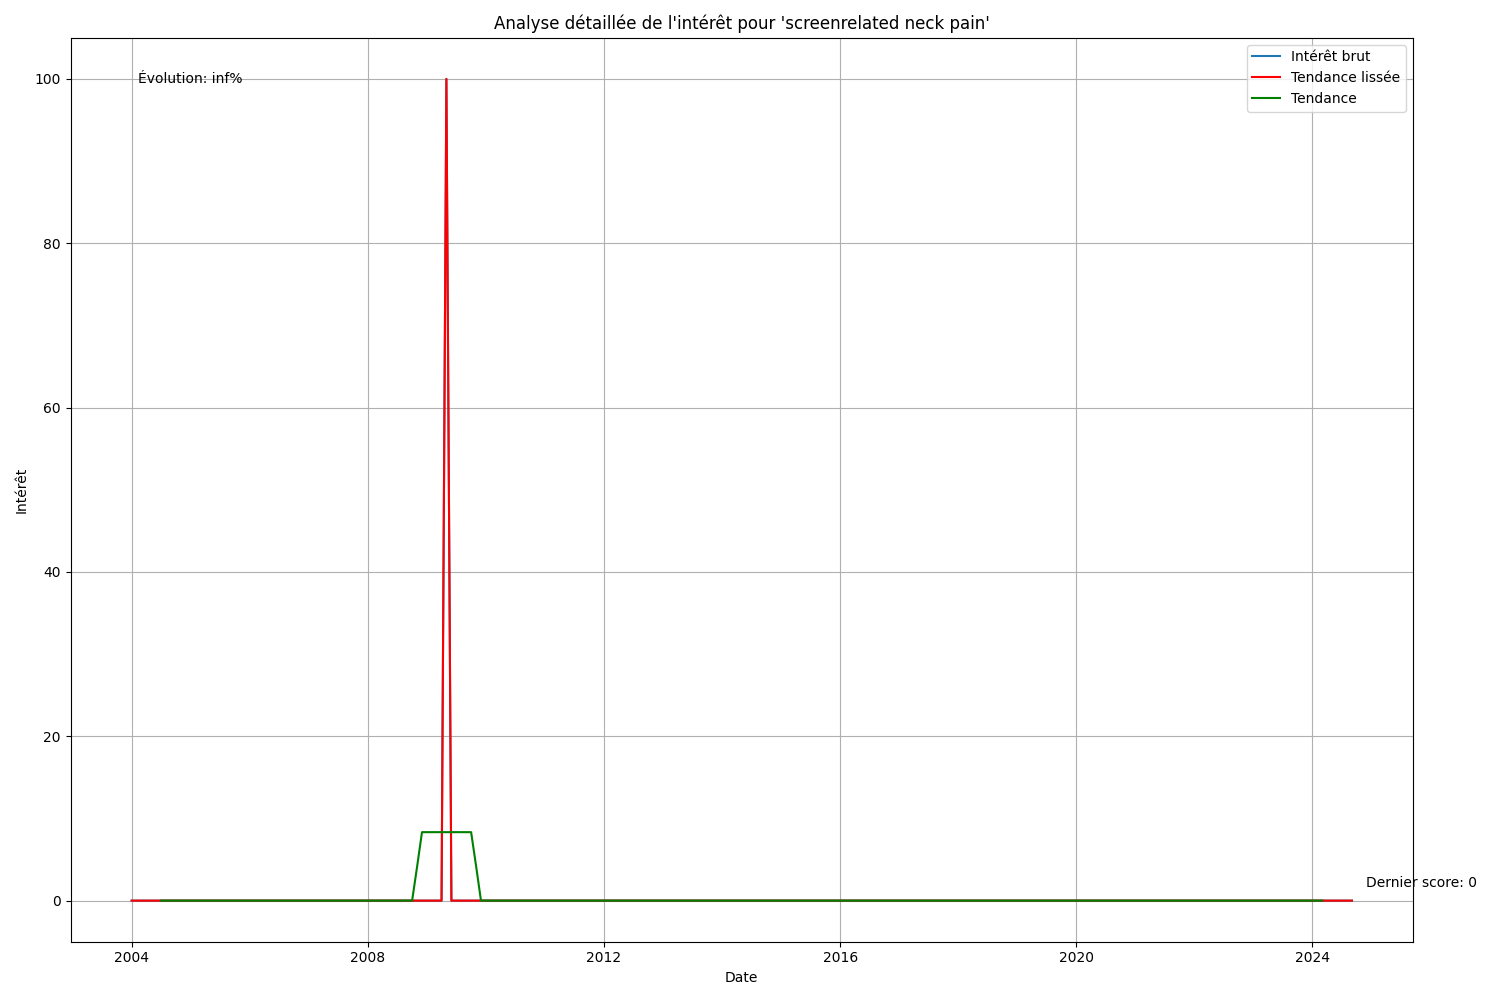 Analyse détaillée de l'intérêt pour 'screenrelated neck pain'
Évolution: inf%
Intérêt brut
Tendance lissée
Tendance
100
80
60
40
20
0
Intérêt
Dernier score: 0
2004
2008
2012
2016
2020
2024
Date